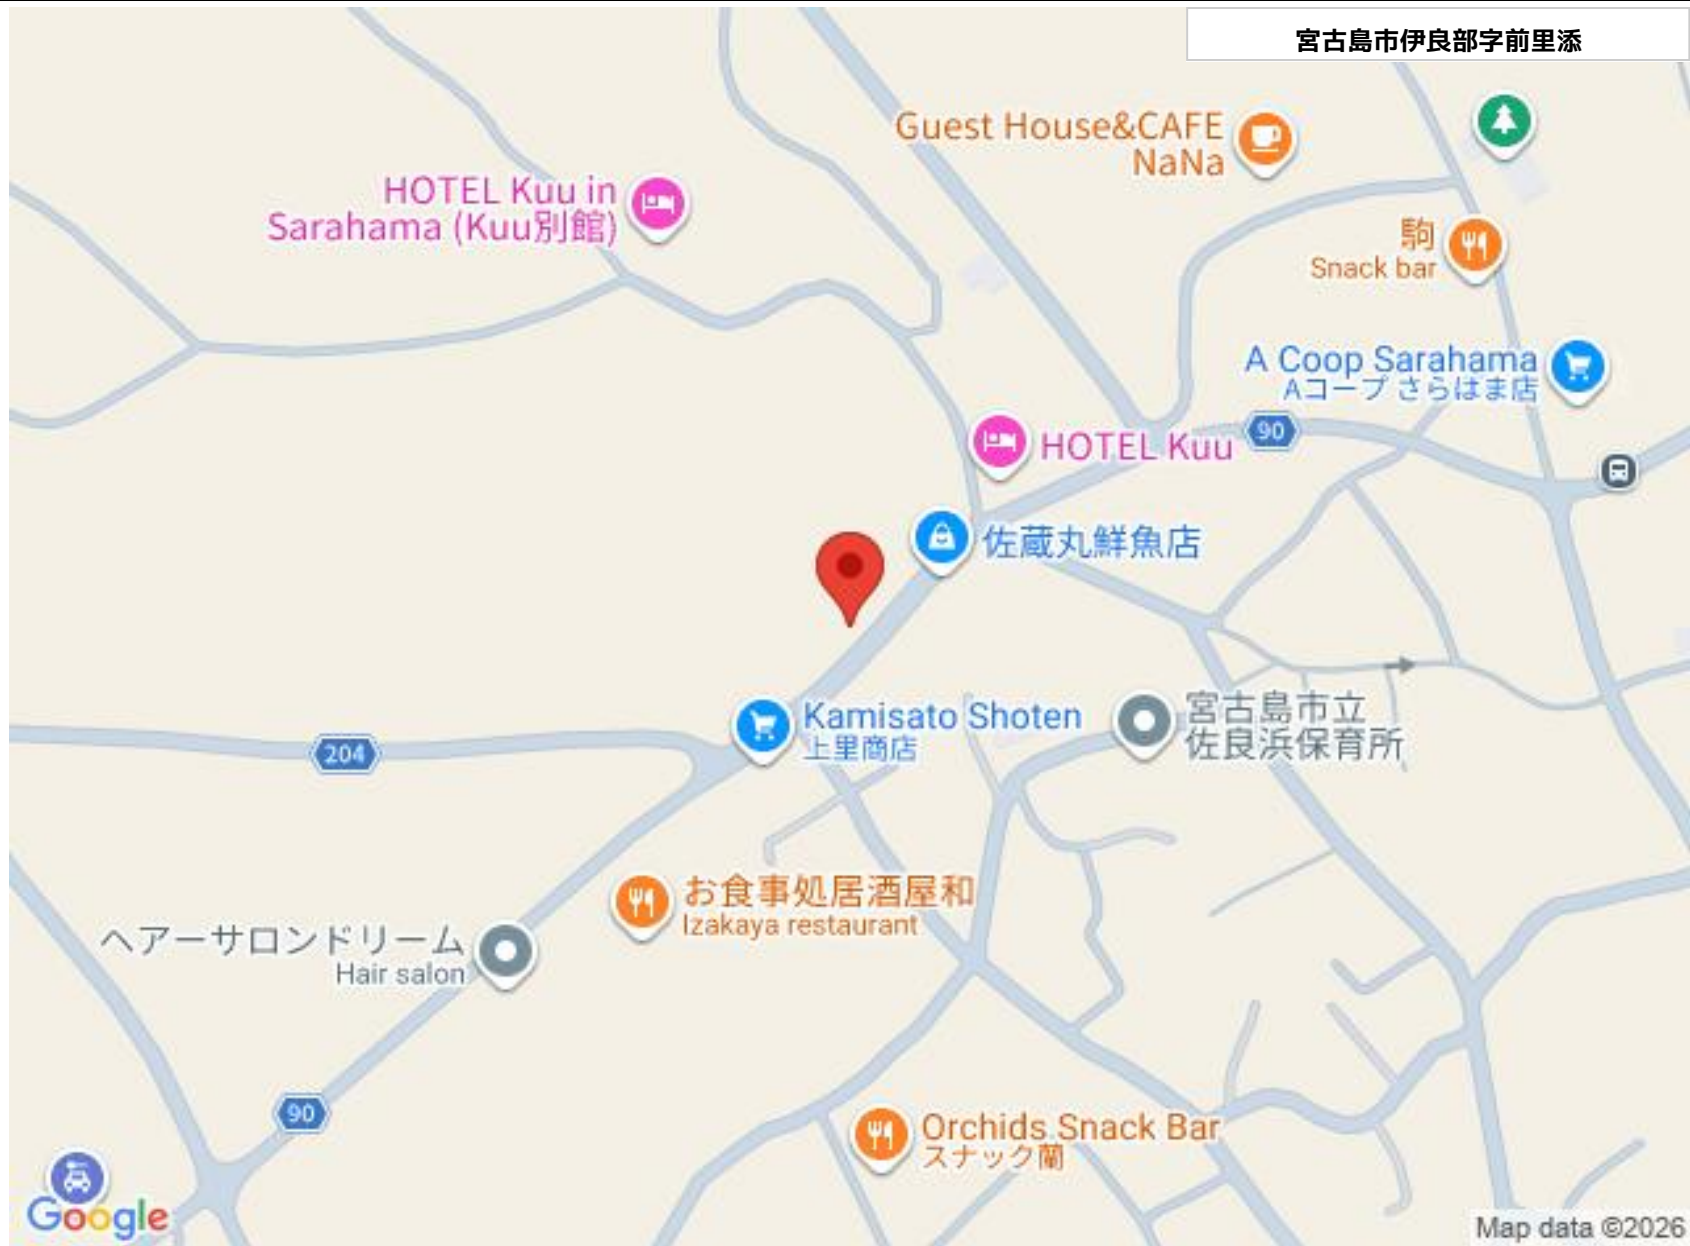 宮古島市伊良部字前里添
Guest House&CAFE
NaNa
HOTEL Kuu in
Sarahama (Kuu別館)
駒
Snack bar
A Coop Sarahama
Aコープ さらはま店
90
HOTEL Kuu
佐蔵丸鮮魚店
Kamisato Shoten
上里商店
宮古島市立
佐良浜保育所
204
お食事処居酒屋和
Izakaya restaurant
ヘアーサロンドリーム
Hair salon
90
Orchids Snack Bar
スナック蘭
Google
Map data ©2026